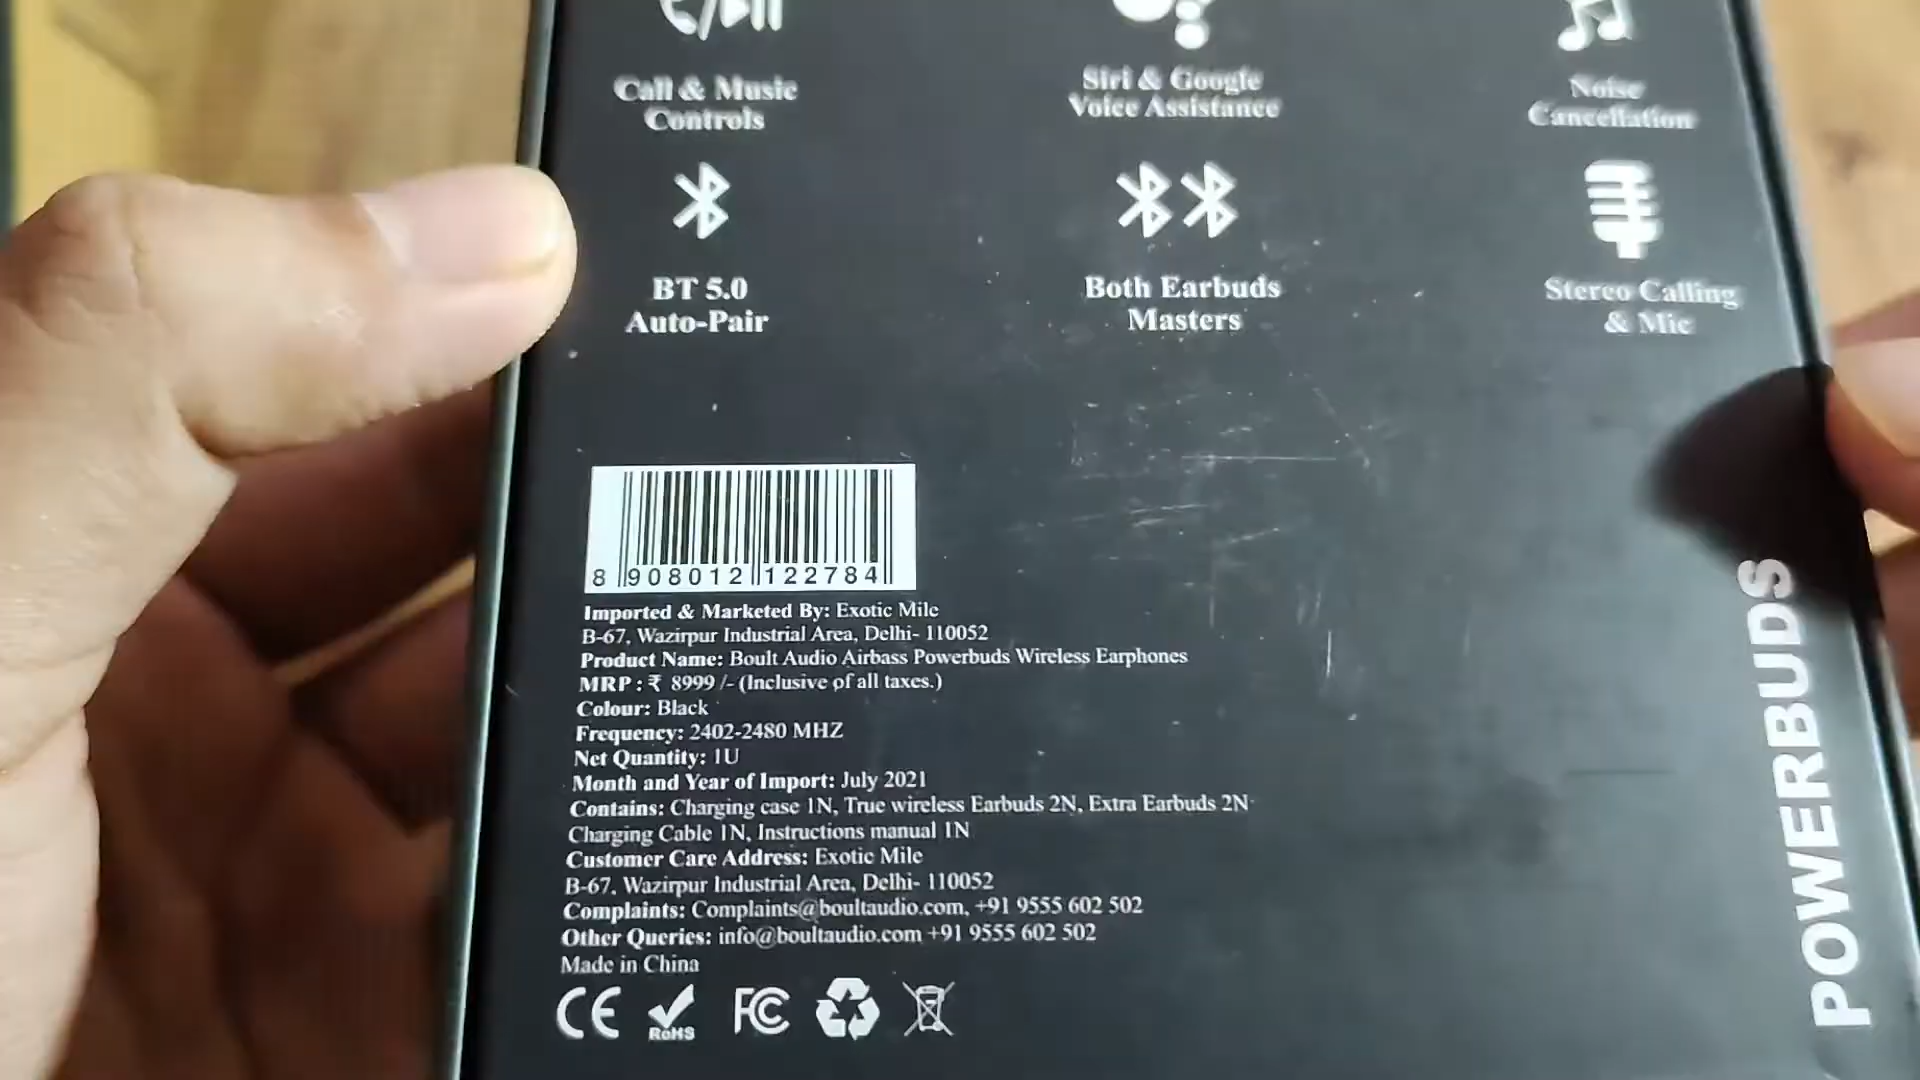 Call & Music
Controls
Siri & Google
Voice Assistance
Noise
Cancellation
BT 5.0
Auto-Pair
Both Earbuds
Masters
Stereo Calling
& Mic
8 908012 122784
Imported & Marketed By: Exotic Mile
B-67, Wazirpur Industrial Area, Delhi- 110052
Product Name: Boult Audio Airbass Powerbuds Wireless Earphones
MRP : ₹ 8999 /- (Inclusive of all taxes.)
Colour: Black
Frequency: 2402-2480 MHZ
Net Quantity: 1U
Month and Year of Import: July 2021
Contains: Charging case 1N, True wireless Earbuds 2N, Extra Earbuds 2N
Charging Cable 1N, Instructions manual 1N
Customer Care Address: Exotic Mile
B-67, Wazirpur Industrial Area, Delhi- 110052
Complaints: Complaints@boultaudio.com, +91 9555 602 502
Other Queries: info@boultaudio.com +91 9555 602 502
Made in China
CE
RoHS
FC
POWERBUDS